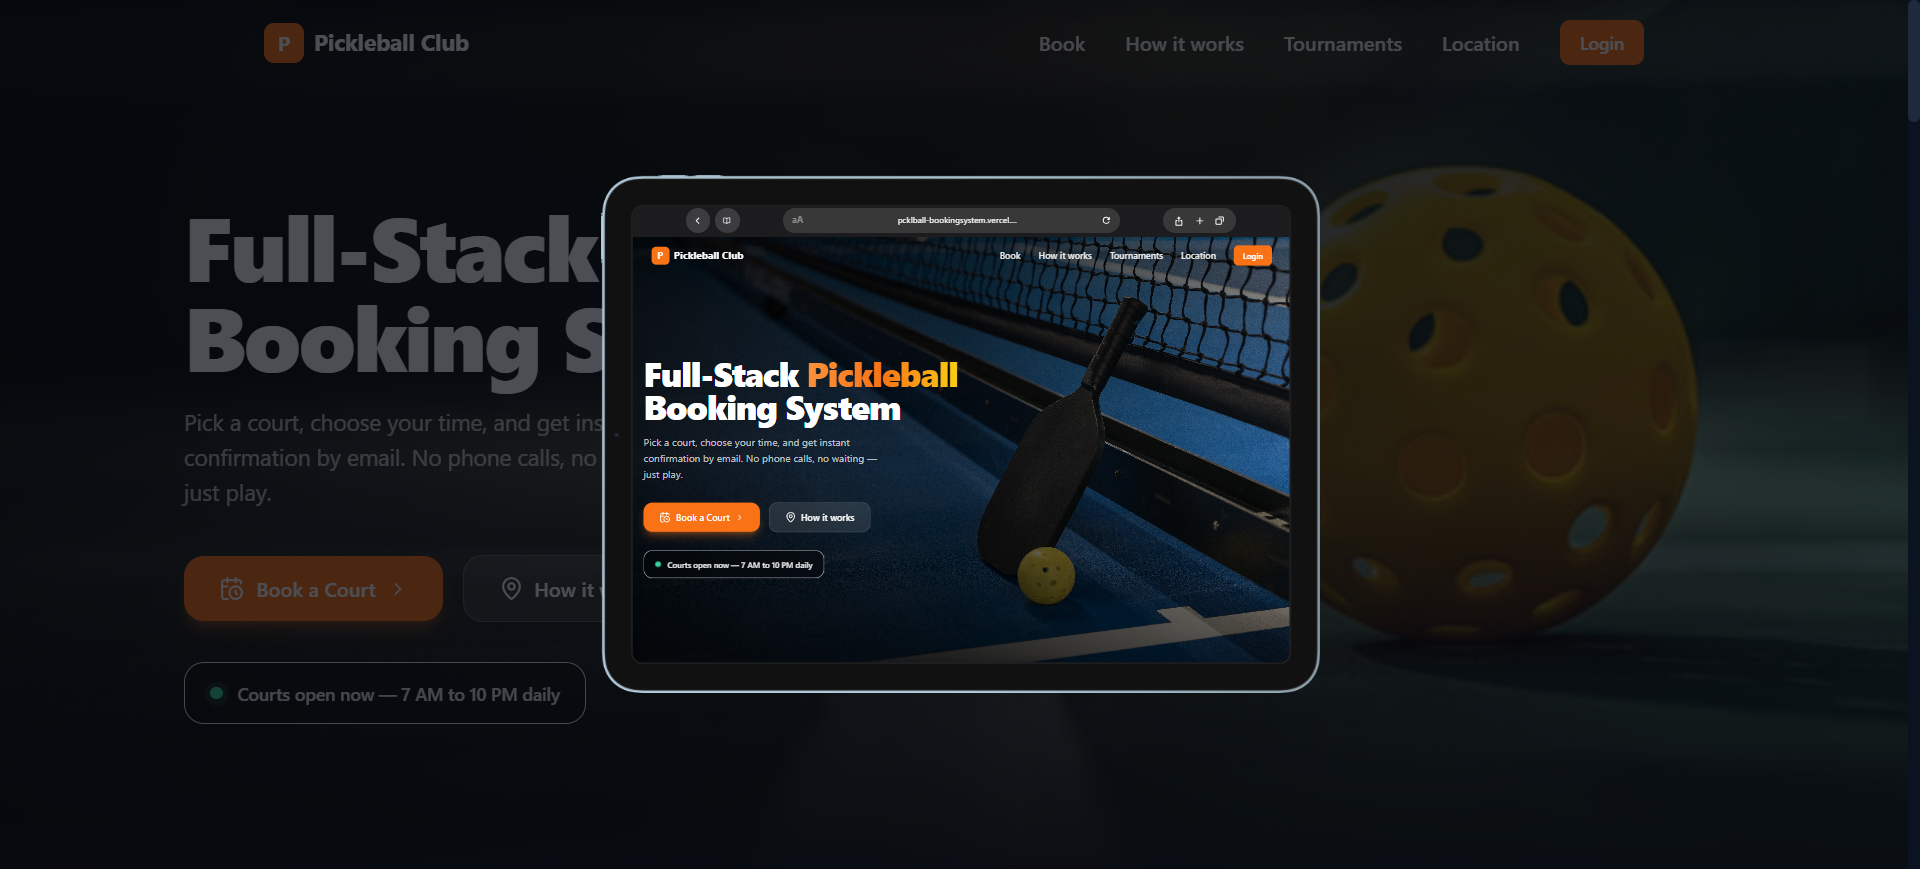 P Pickleball Club
Book How it works Tournaments Location Login
Full-Stack
Booking S
Pick a court, choose your time, and get ins
confirmation by email. No phone calls, no
just play.
Book a Court
How it
Courts open now — 7 AM to 10 PM daily
aA pcklball-bookingsystem.vercel....
P Pickleball Club
Book How it works Tournaments Location Login
Full-Stack Pickleball
Booking System
Pick a court, choose your time, and get instant
confirmation by email. No phone calls, no waiting —
just play.
Book a Court
How it works
Courts open now — 7 AM to 10 PM daily